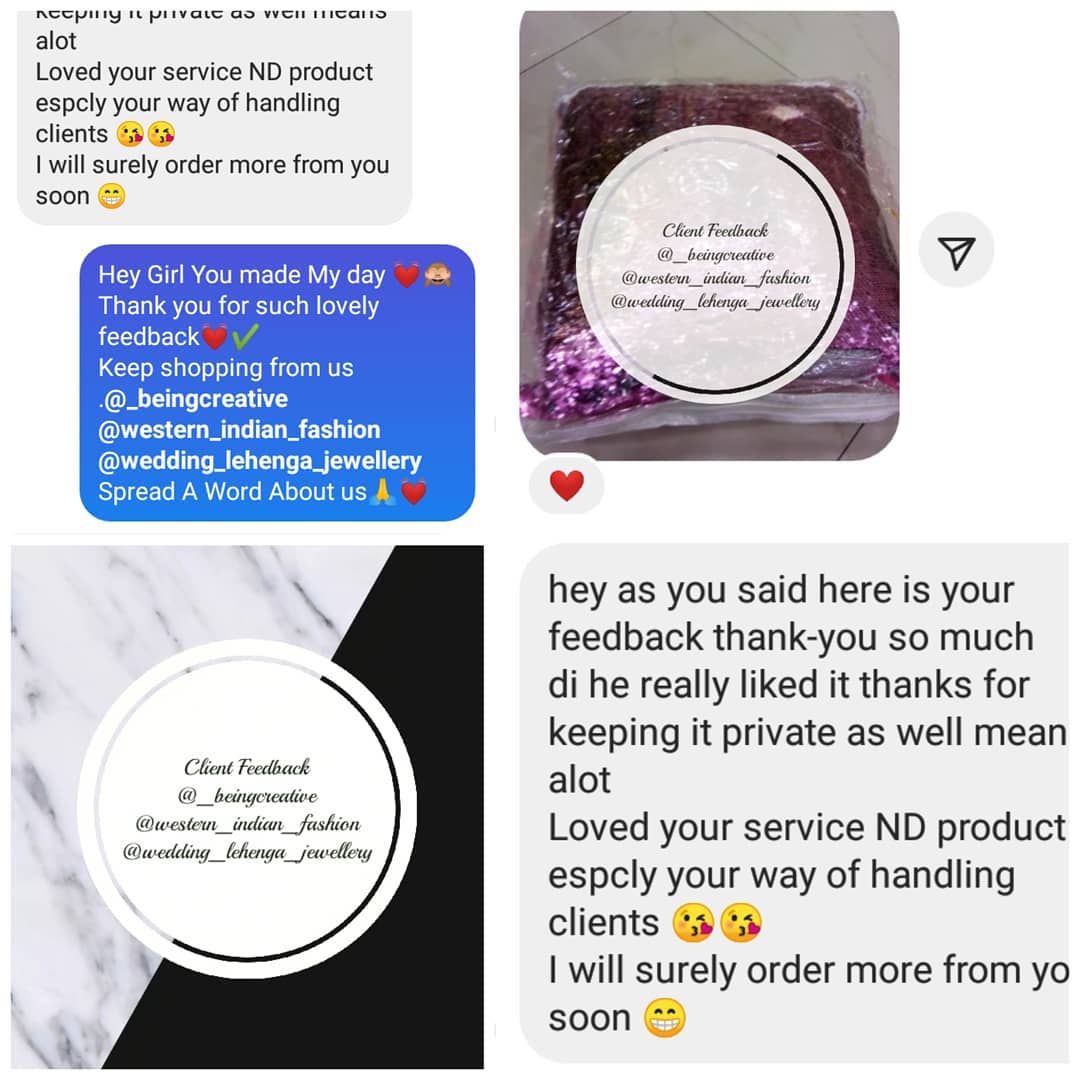 keeping it private as well means
alot
Loved your service ND product
espcly your way of handling
clients 😘😘
I will surely order more from you
soon 😁
Hey Girl You made My day 💓🙈
Thank you for such lovely
feedback💓✔️
Keep shopping from us
.@_beingcreative
@western_indian_fashion
@wedding_lehenga_jewellery
Spread A Word About us🙏💓
Client Feedback
@__beingcreative
@western_indian_fashion
@wedding_lehenga_jewellery
❤️
Client Feedback
@__beingcreative
@western_indian_fashion
@wedding_lehenga_jewellery
hey as you said here is your
feedback thank-you so much
di he really liked it thanks for
keeping it private as well mean
alot
Loved your service ND product
espcly your way of handling
clients 😘😘
I will surely order more from yo
soon 😁